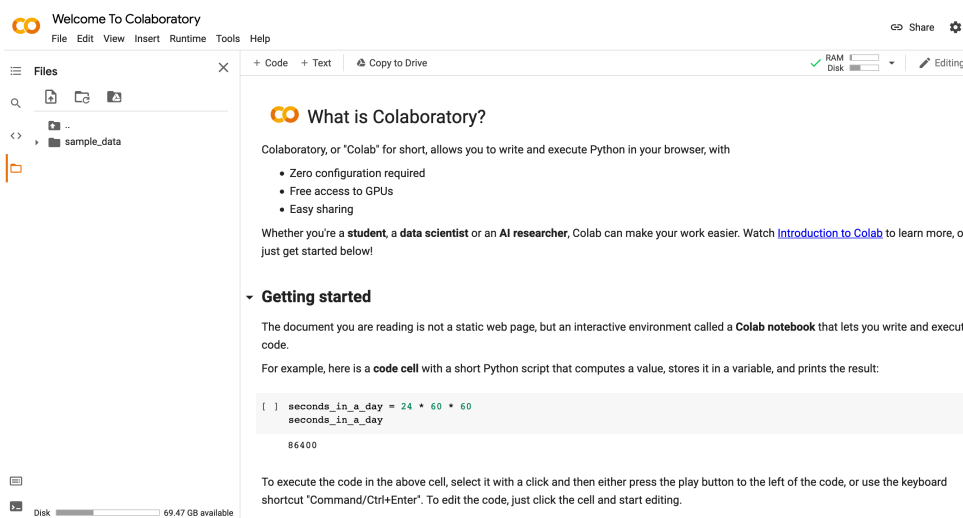 Welcome To Colaboratory
File Edit View Insert Runtime Tools Help
Share
Files
+ Code + Text Copy to Drive
RAM
Disk
Editing
..
sample_data
What is Colaboratory?
Colaboratory, or "Colab" for short, allows you to write and execute Python in your browser, with
• Zero configuration required
• Free access to GPUs
• Easy sharing
Whether you're a student, a data scientist or an AI researcher, Colab can make your work easier. Watch Introduction to Colab to learn more, o
just get started below!
Getting started
The document you are reading is not a static web page, but an interactive environment called a Colab notebook that lets you write and execut
code.
For example, here is a code cell with a short Python script that computes a value, stores it in a variable, and prints the result:
[ ] seconds_in_a_day = 24 * 60 * 60
seconds_in_a_day
86400
To execute the code in the above cell, select it with a click and then either press the play button to the left of the code, or use the keyboard
shortcut "Command/Ctrl+Enter". To edit the code, just click the cell and start editing.
Disk 69.47 GB available